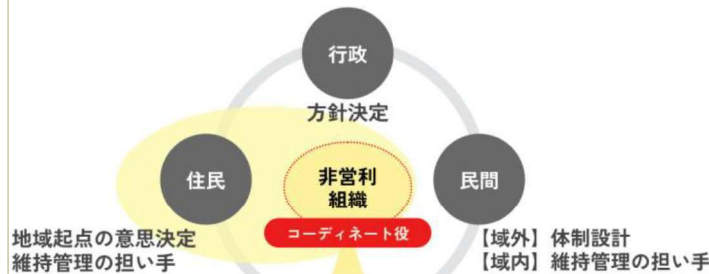 行政
方針決定
住民
非営利
組織
民間
コーディネート役
地域起点の意思決定
維持管理の担い手
【域外】体制設計
【域内】維持管理の担い手